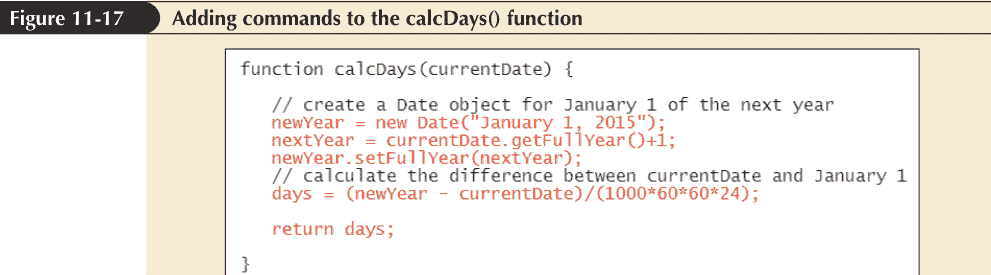 Figure 11-17 Adding commands to the calcDays() function
function calcDays(currentDate) {
// create a Date object for January 1 of the next year
newYear = new Date("January 1, 2015");
nextYear = currentDate.getFullYear()+1;
newYear.setFullYear(nextYear);
// calculate the difference between currentDate and January 1
days = (newYear - currentDate)/(1000*60*60*24);
return days;
}